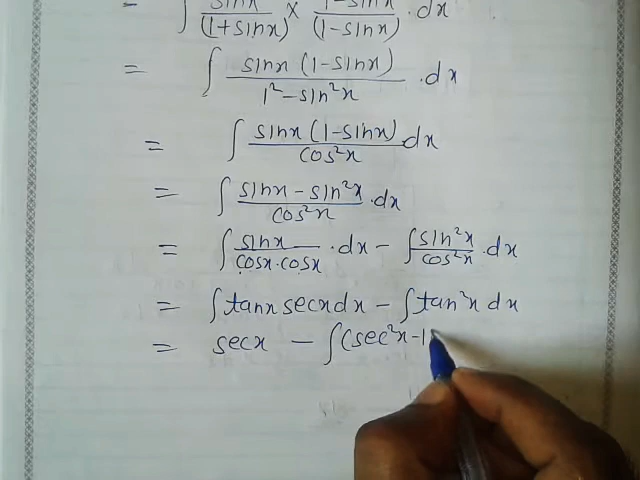 = ∫ sinx/(1+sinx) × (1-sinx)/(1-sinx) . dx
= ∫ sinx (1-sinx)/(1² - sin²x) . dx
= ∫ sinx (1-sinx)/cos²x dx
= ∫ (sinx - sin²x)/cos²x . dx
= ∫ sinx/(cosx.cosx) . dx - ∫ sin²x/cos²x . dx
= ∫ tanx secx dx - ∫ tan²x dx
= secx - ∫(sec²x-1